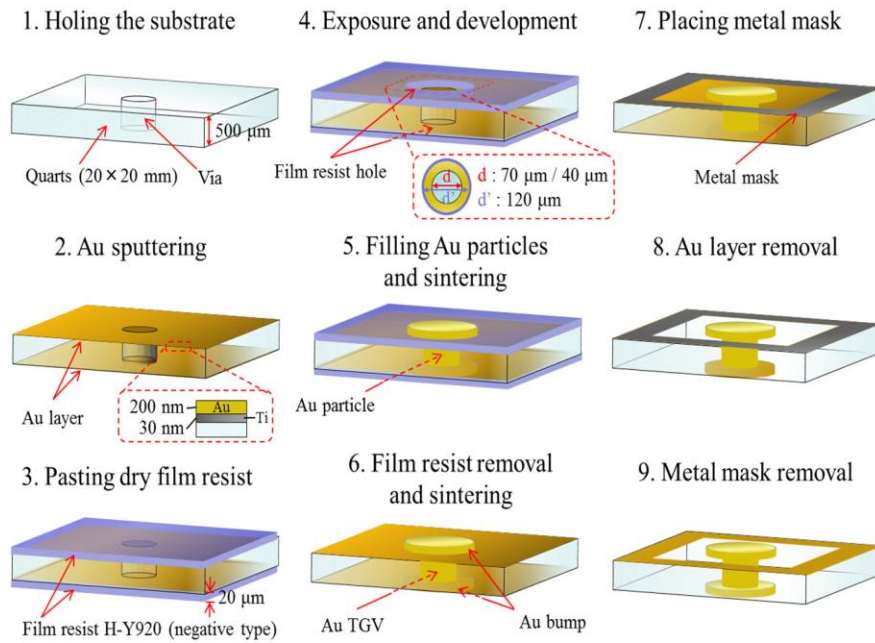 1. Holing the substrate
500 μm
Quarts (20×20 mm)
Via
2. Au sputtering
Au layer
200 nm
Au
30 nm
Ti
3. Pasting dry film resist
20 μm
Film resist H-Y920 (negative type)
4. Exposure and development
Film resist hole
d
d'
d : 70 μm / 40 μm
d' : 120 μm
5. Filling Au particles
and sintering
Au particle
6. Film resist removal
and sintering
Au TGV
Au bump
7. Placing metal mask
Metal mask
8. Au layer removal
9. Metal mask removal